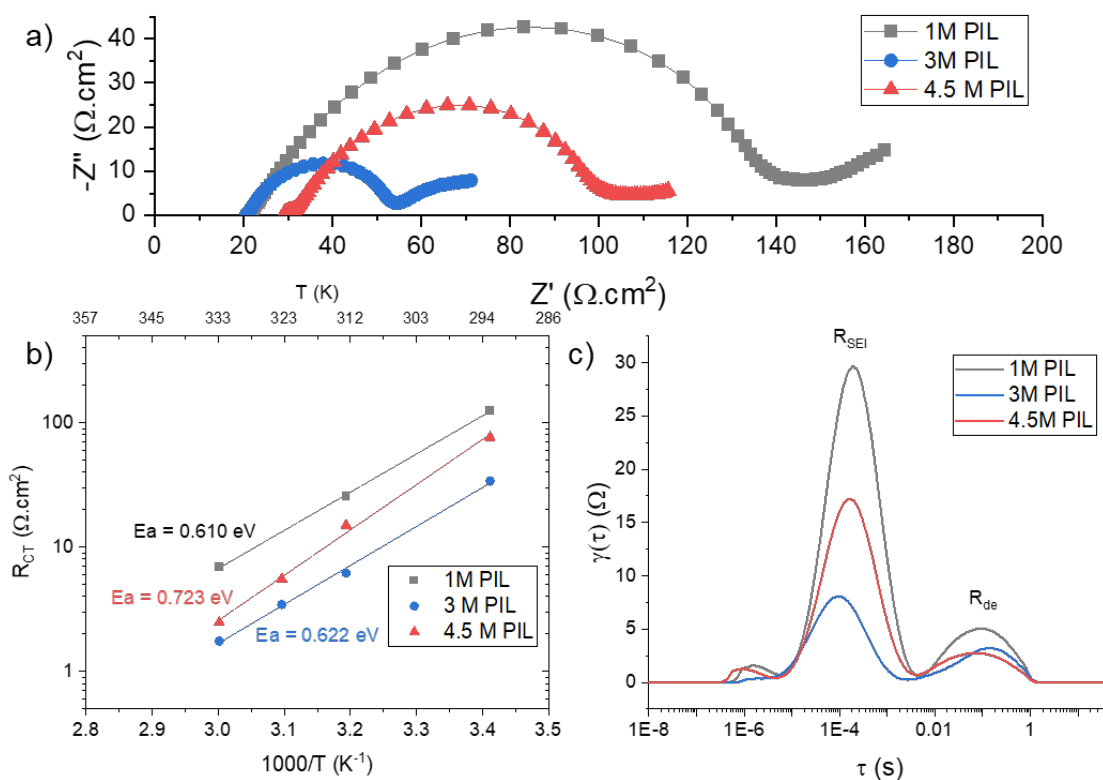 a)
-Z'' (Ω.cm²)
40
30
20
10
0
1M PIL
3M PIL
4.5 M PIL
0 20 40 60 80 100 120 140 160 180 200
Z' (Ω.cm²)
b)
T (K)
357 345 333 323 312 303 294 286
R_CT (Ω.cm²)
100
10
1
Ea = 0.610 eV
Ea = 0.723 eV
Ea = 0.622 eV
1M PIL
3 M PIL
4.5 M PIL
2.8 2.9 3.0 3.1 3.2 3.3 3.4 3.5
1000/T (K⁻¹)
c)
γ(τ) (Ω)
30
25
20
15
10
5
0
R_SEI
R_de
1M PIL
3M PIL
4.5M PIL
1E-8 1E-6 1E-4 0.01 1
τ (s)